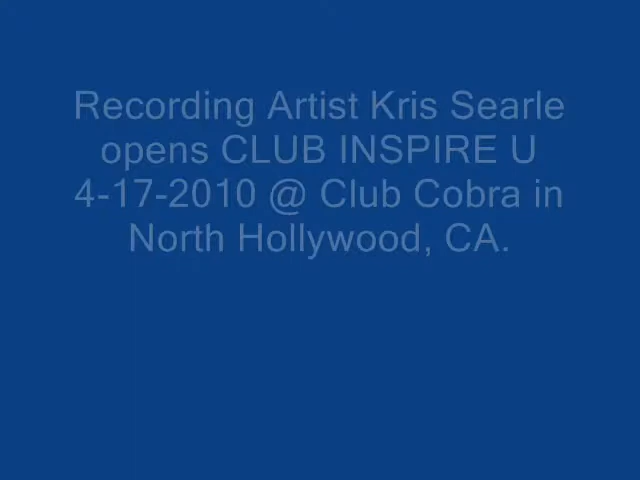 Recording Artist Kris Searle
opens CLUB INSPIRE U
4-17-2010 @ Club Cobra in
North Hollywood, CA.